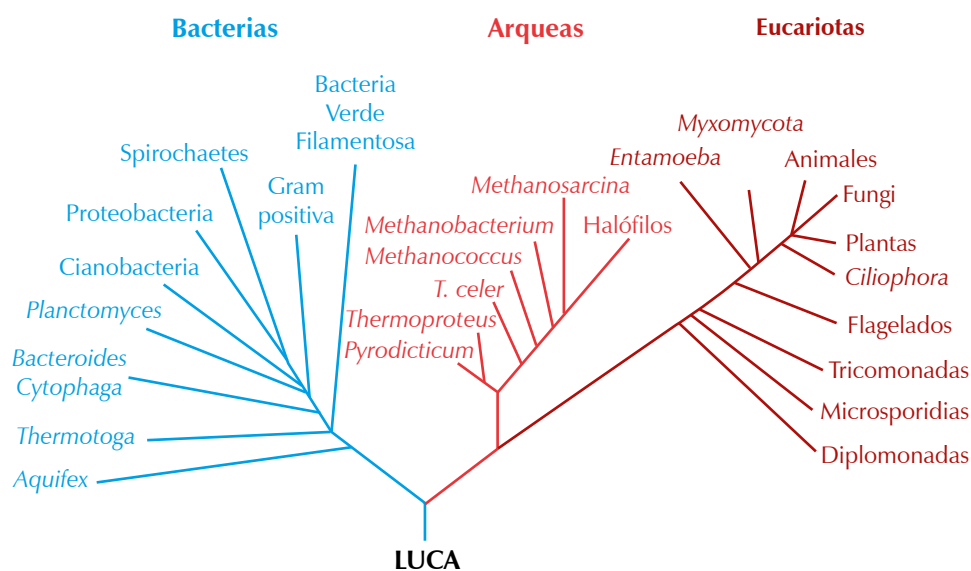 Bacterias
Arqueas
Eucariotas
Bacteria
Verde
Filamentosa
Spirochaetes
Gram
positiva
Proteobacteria
Cianobacteria
Planctomyces
Bacteroides
Cytophaga
Thermotoga
Aquifex
Methanosarcina
Methanobacterium
Halófilos
Methanococcus
T. celer
Thermoproteus
Pyrodicticum
Myxomycota
Entamoeba
Animales
Fungi
Plantas
Ciliophora
Flagelados
Tricomonadas
Microsporidias
Diplomonadas
LUCA